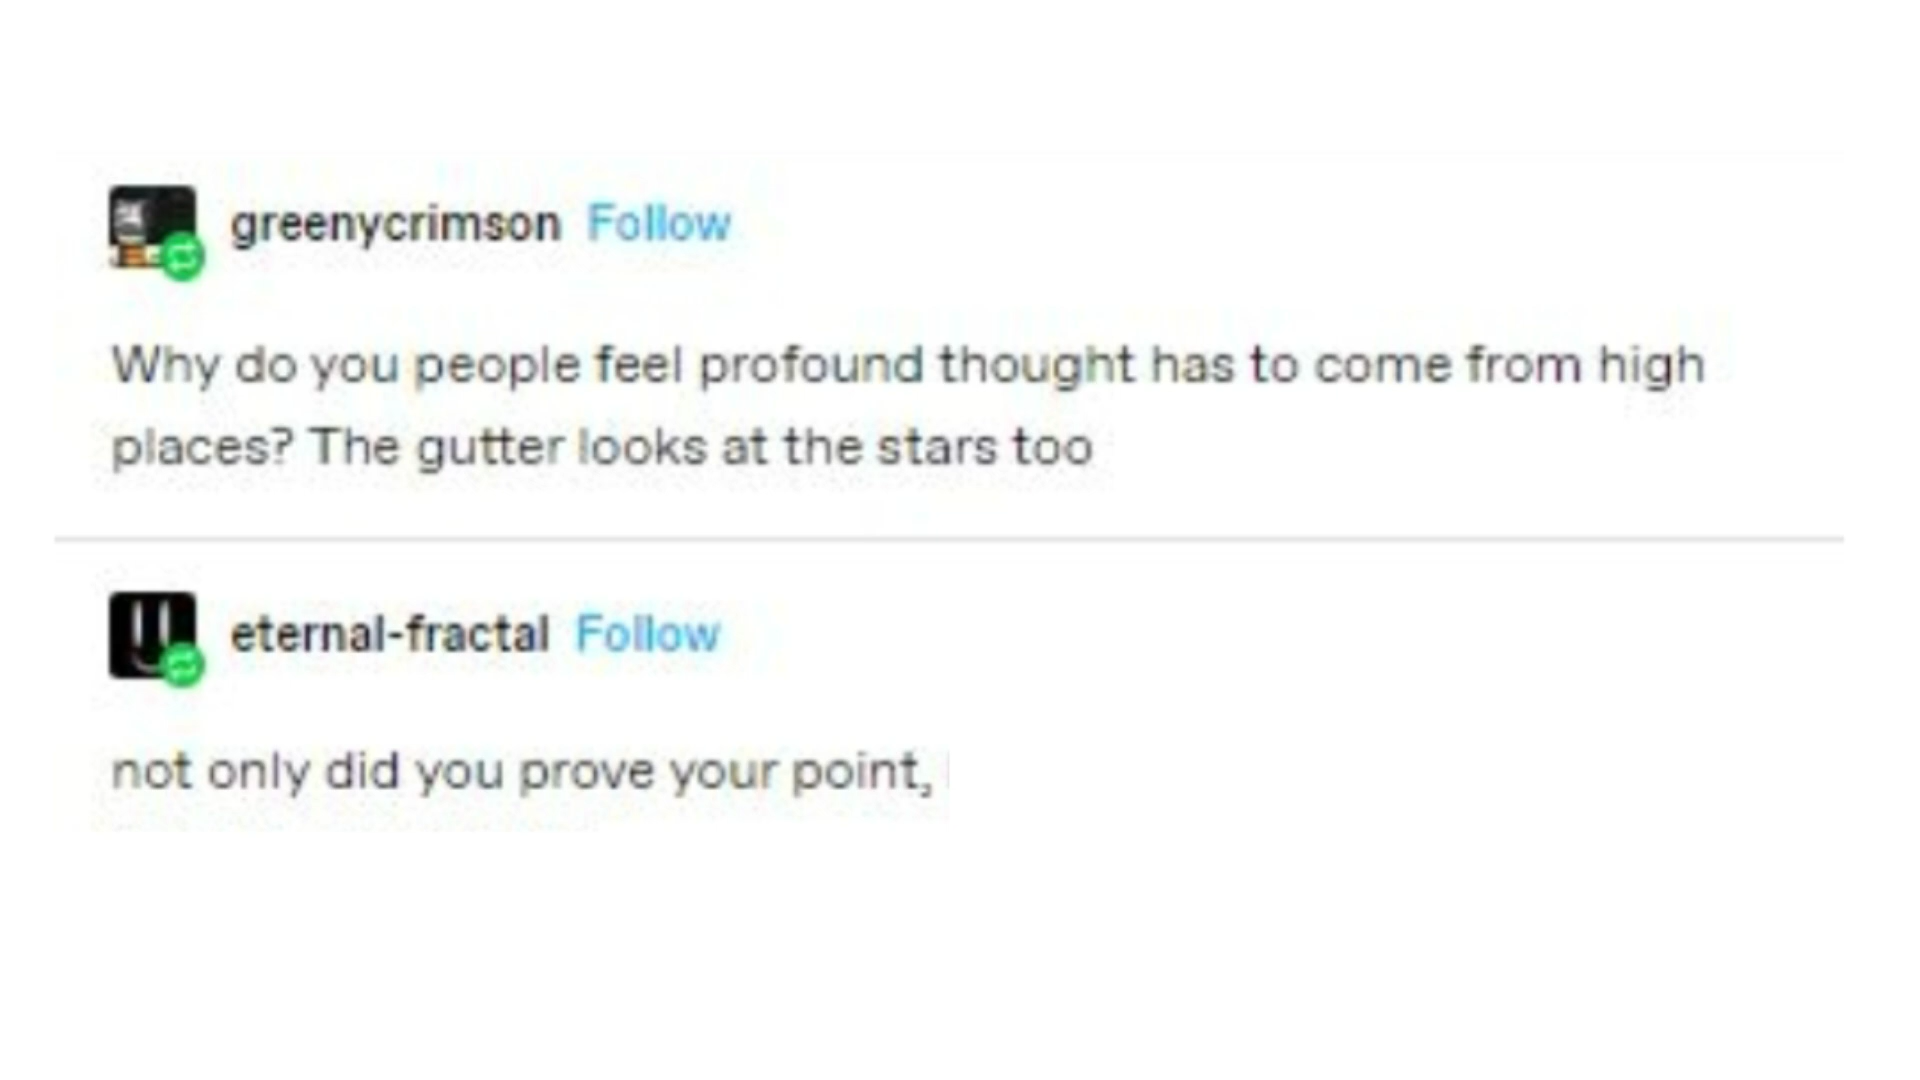 greenycrimson Follow
Why do you people feel profound thought has to come from high
places? The gutter looks at the stars too
eternal-fractal Follow
not only did you prove your point,